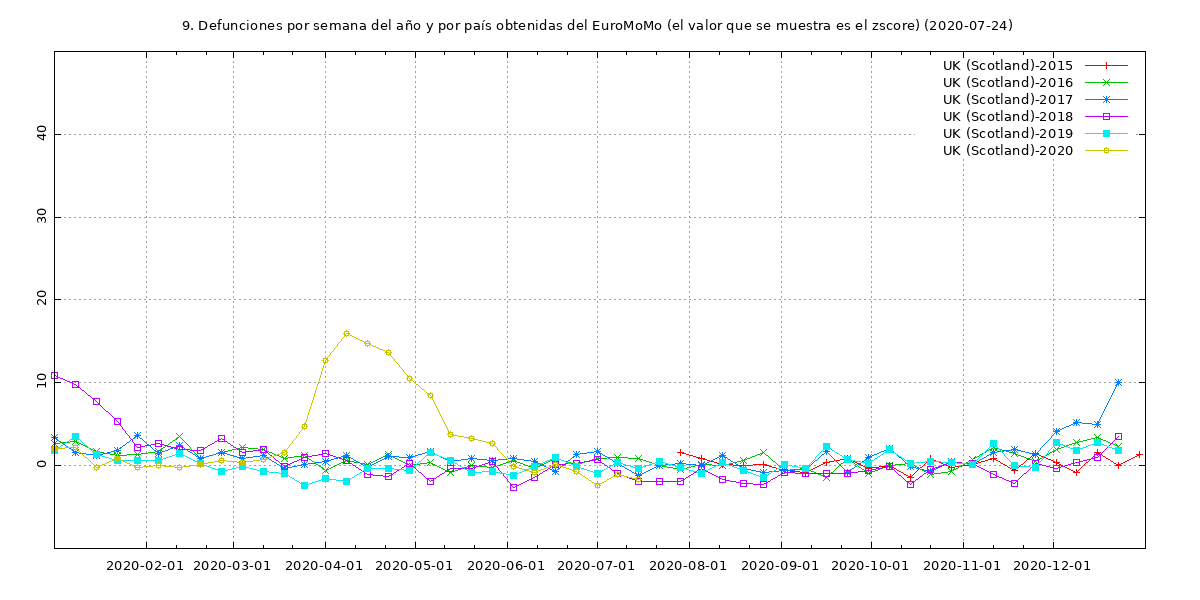 9. Defunciones por semana del año y por país obtenidas del EuroMoMo (el valor que se muestra es el zscore) (2020-07-24)
UK (Scotland)-2015
UK (Scotland)-2016
UK (Scotland)-2017
UK (Scotland)-2018
UK (Scotland)-2019
UK (Scotland)-2020
40
30
20
10
0
2020-02-01 2020-03-01 2020-04-01 2020-05-01 2020-06-01 2020-07-01 2020-08-01 2020-09-01 2020-10-01 2020-11-01 2020-12-01